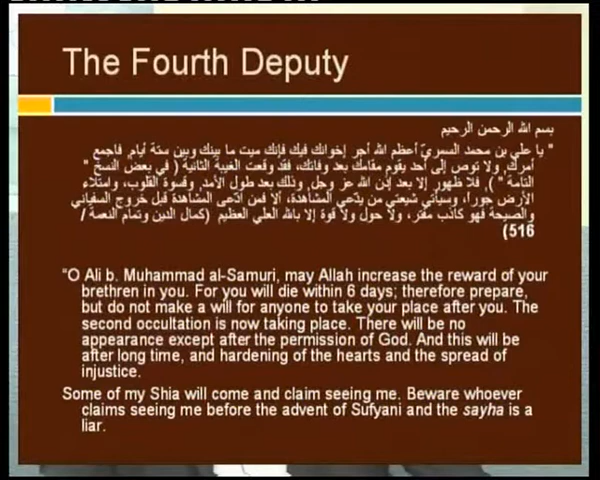 The Fourth Deputy
بسم الله الرحمن الرحيم
" يا علي بن محمد السمري أعظم الله أجر إخوانك فيك فإنك ميت ما بينك وبين ستة أيام فاجمع
أمرك، ولا توص إلى أحد يقوم مقامك بعد وفاتك، فقد وقعت الغيبة الثانية ( في بعض النسخ "
التامة " )، فلا ظهور إلا بعد إذن الله عز وجل، وذلك بعد طول الأمد وقسوة القلوب، وامتلاء
الأرض جورا، وسيأتي شيعتي من يدعي المشاهدة، ألا فمن ادعى المشاهدة قبل خروج السفياني
والصيحة فهو كاذب مفتر، ولا حول ولا قوة إلا بالله العلي العظيم (كمال الدين وتمام النعمة /
516)
“O Ali b. Muhammad al-Samuri, may Allah increase the reward of your
brethren in you. For you will die within 6 days; therefore prepare,
but do not make a will for anyone to take your place after you. The
second occultation is now taking place. There will be no
appearance except after the permission of God. And this will be
after long time, and hardening of the hearts and the spread of
injustice.
Some of my Shia will come and claim seeing me. Beware whoever
claims seeing me before the advent of Sufyani and the sayha is a
liar.